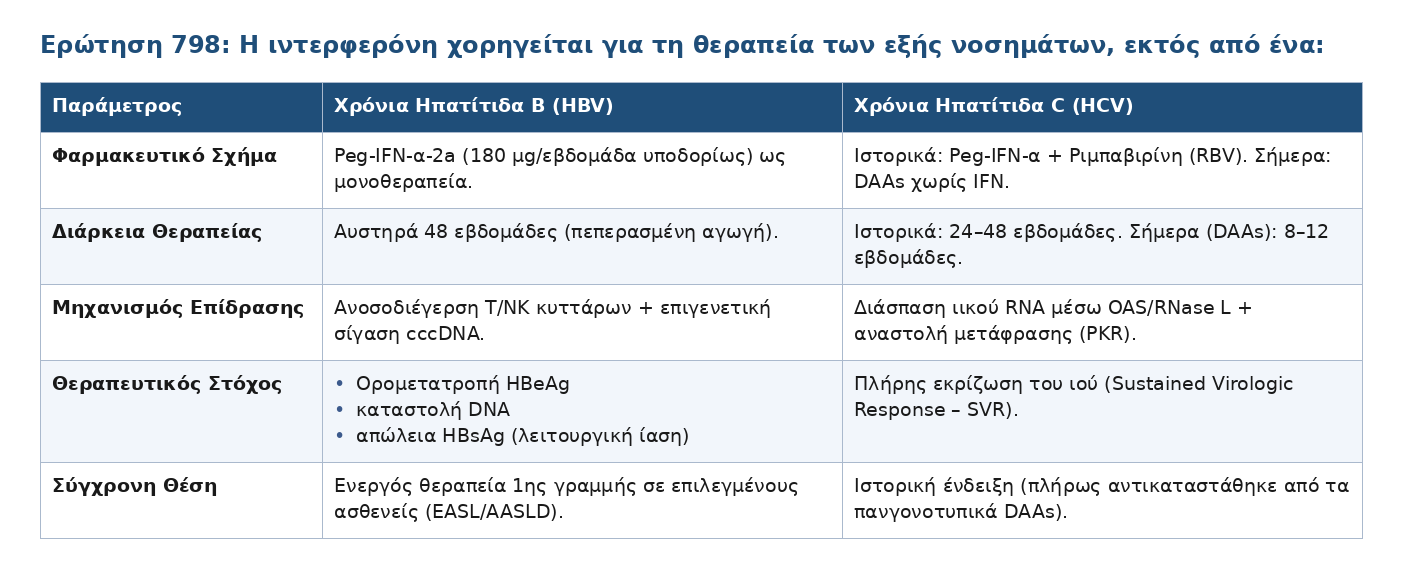 Ερώτηση 798: Η ιντερφερόνη χορηγείται για τη θεραπεία των εξής νοσημάτων, εκτός από ένα:
Παράμετρος
Χρόνια Ηπατίτιδα Β (HBV)
Χρόνια Ηπατίτιδα C (HCV)
Φαρμακευτικό Σχήμα
Peg-IFN-α-2a (180 μg/εβδομάδα υποδορίως) ως
μονοθεραπεία.
Ιστορικά: Peg-IFN-α + Ριμπαβιρίνη (RBV). Σήμερα:
DAAs χωρίς IFN.
Διάρκεια Θεραπείας
Αυστηρά 48 εβδομάδες (πεπερασμένη αγωγή).
Ιστορικά: 24–48 εβδομάδες. Σήμερα (DAAs): 8–12
εβδομάδες.
Μηχανισμός Επίδρασης
Ανοσοδιέγερση T/NK κυττάρων + επιγενετική
σίγαση cccDNA.
Διάσπαση ιικού RNA μέσω OAS/RNase L +
αναστολή μετάφρασης (PKR).
Θεραπευτικός Στόχος
• Ορομετατροπή HBeAg
• καταστολή DNA
• απώλεια HBsAg (λειτουργική ίαση)
Πλήρης εκρίζωση του ιού (Sustained Virologic
Response – SVR).
Σύγχρονη Θέση
Ενεργός θεραπεία 1ης γραμμής σε επιλεγμένους
ασθενείς (EASL/AASLD).
Ιστορική ένδειξη (πλήρως αντικαταστάθηκε από τα
πανγονοτυπικά DAAs).